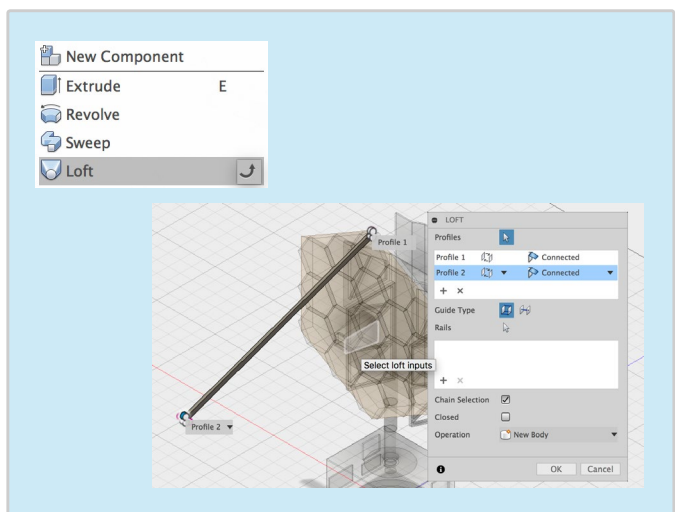 New Component
Extrude E
Revolve
Sweep
Loft
LOFT
Profiles
Profile 1 Connected
Profile 2 Connected
+ ×
Guide Type
Rails
+ ×
Chain Selection
Closed
Operation New Body
OK Cancel
Profile 1
Select loft inputs
Profile 2